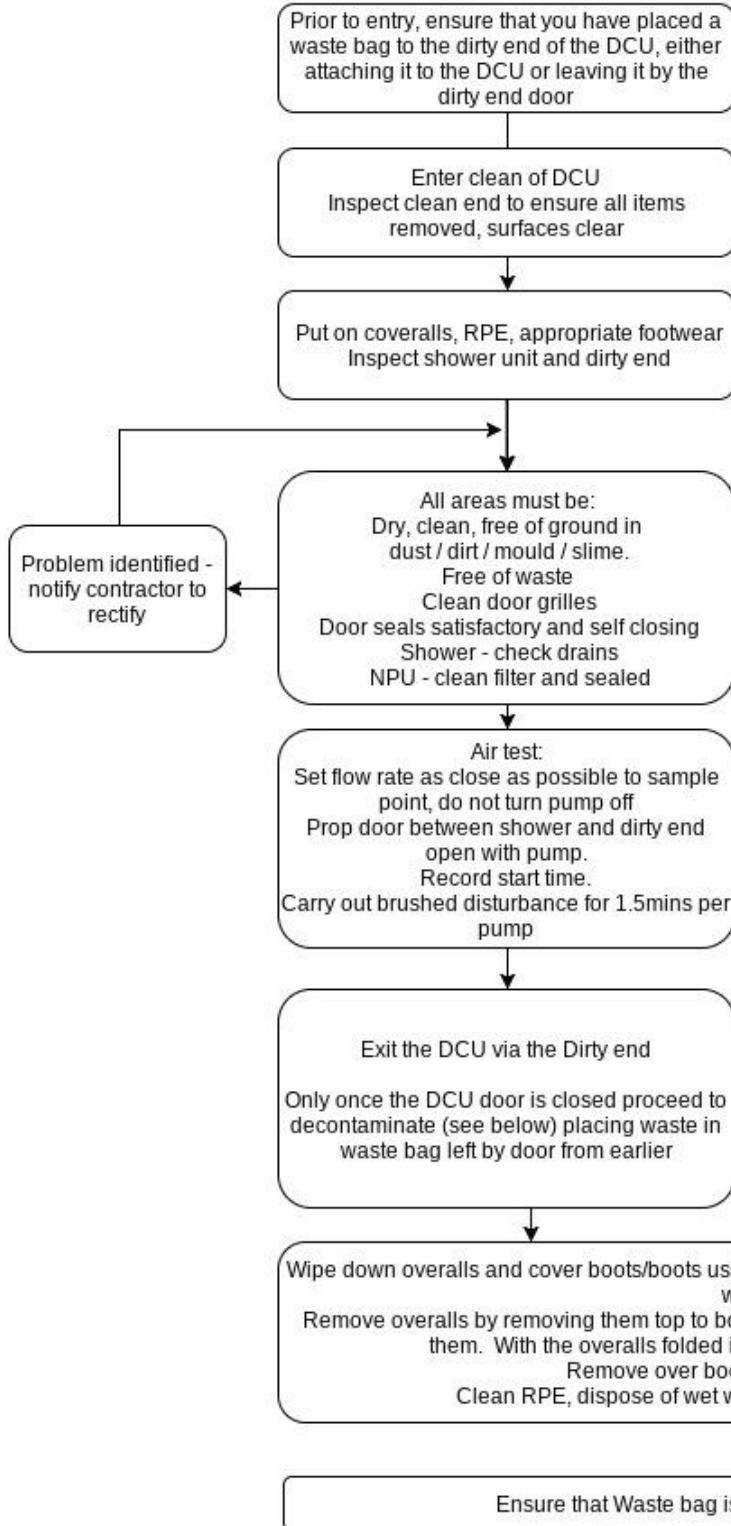 Prior to entry, ensure that you have placed a
waste bag to the dirty end of the DCU, either
attaching it to the DCU or leaving it by the
dirty end door
Enter clean of DCU
Inspect clean end to ensure all items
removed, surfaces clear
Put on coveralls, RPE, appropriate footwear
Inspect shower unit and dirty end
All areas must be:
Dry, clean, free of ground in
dust / dirt / mould / slime.
Free of waste
Clean door grilles
Door seals satisfactory and self closing
Shower - check drains
NPU - clean filter and sealed
Problem identified -
notify contractor to
rectify
Air test:
Set flow rate as close as possible to sample
point, do not turn pump off
Prop door between shower and dirty end
open with pump.
Record start time.
Carry out brushed disturbance for 1.5mins per
pump
Exit the DCU via the Dirty end
Only once the DCU door is closed proceed to
decontaminate (see below) placing waste in
waste bag left by door from earlier
Wipe down overalls and cover boots/boots
Remove overalls by removing them top to
them. With the overalls folded
Remove over
Clean RPE, dispose of wet
Ensure that Waste bag